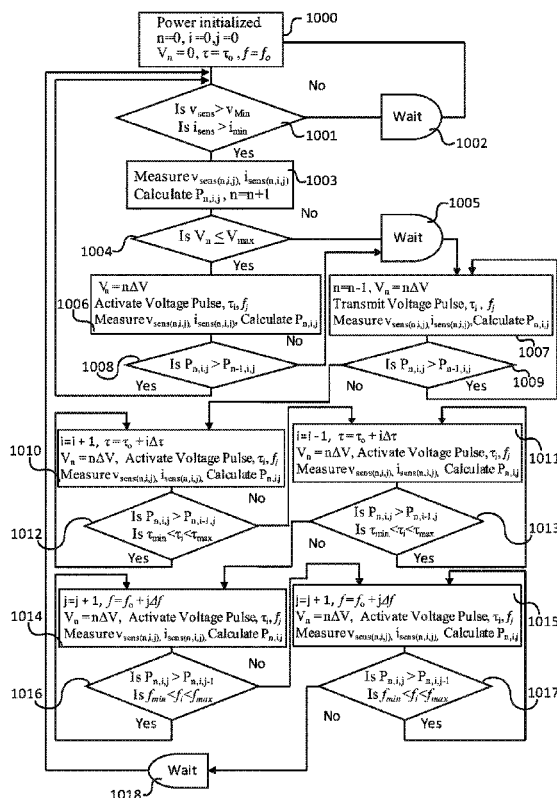 Power initialized
n=0, i=0,j=0
Vn = 0, τ = τo , f= fo
1000
No
Is vsens > vMin
Is isens > imin
1001
Wait
1002
Yes
Measure vsens(n,i,j), isens(n,i,j)
Calculate Pn,i,j , n=n+1
1003
No
1005
Wait
1004
Is Vn ≤ Vmax
Yes
Vn = nΔV
Activate Voltage Pulse, τi, fj
Measure vsens(n,i,j), isens(n,i,j), Calculate Pn,i,j
1006
n=n-1, Vn = nΔV
Transmit Voltage Pulse, τi , fj
Measure vsens(n,i,j), isens(n,i,j), Calculate Pn,i,j
1007
1008
Is Pn,i,j > Pn-1,i,j
No
Yes
Is Pn,i,j > Pn-1,i,j
No
Yes
1009
1010
i=i + 1, τ = τo + iΔτ
Vn = nΔV, Activate Voltage Pulse, τi, fj
Measure vsens(n,i,j), isens(n,i,j), Calculate Pn,i,j
i=i - 1, τ = τo + iΔτ
Vn = nΔV, Activate Voltage Pulse, τi, fj
Measure vsens(n,i,j), isens(n,i,j), Calculate Pn,i,j
1011
No
1012
Is Pn,i,j > Pn,i-1,j
Is τmin<τi<τmax
Yes
Is Pn,i,j > Pn,i-1,j
Is τmin<τi<τmax
No
Yes
1013
1014
j=j + 1, f= fo + jΔf
Vn = nΔV, Activate Voltage Pulse, τi, fj
Measure vsens(n,i,j), isens(n,i,j), Calculate Pn,i,j
j=j + 1, f= fo + jΔf
Vn = nΔV, Activate Voltage Pulse, τi, fj
Measure vsens(n,i,j), isens(n,i,j), Calculate Pn,i,j
1015
No
1016
Is Pn,i,j > Pn,i,j-1
Is fmin<fi<fmax
Yes
Is Pn,i,j > Pn,i,j-1
Is fmin<fi<fmax
No
Yes
1017
Wait
1018